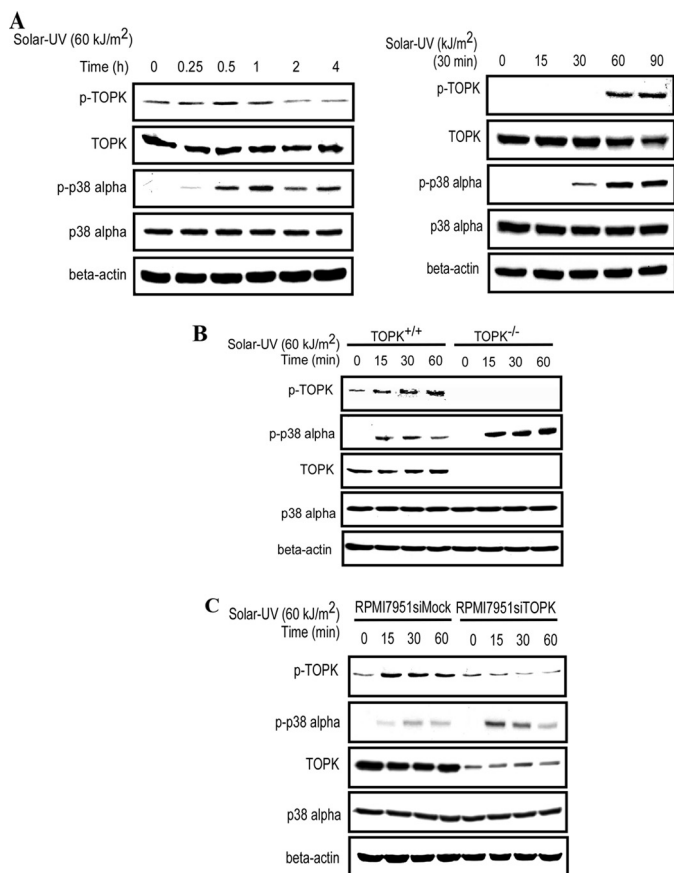 A
Solar-UV (60 kJ/m2)
Time (h) 0 0.25 0.5 1 2 4
p-TOPK
TOPK
p-p38 alpha
p38 alpha
beta-actin
Solar-UV (kJ/m2)
(30 min) 0 15 30 60 90
p-TOPK
TOPK
p-p38 alpha
p38 alpha
beta-actin
B
Solar-UV (60 kJ/m2) TOPK+/+ TOPK-/-
Time (min) 0 15 30 60 0 15 30 60
p-TOPK
p-p38 alpha
TOPK
p38 alpha
beta-actin
C
Solar-UV (60 kJ/m2) RPMI7951siMock RPMI7951siTOPK
Time (min) 0 15 30 60 0 15 30 60
p-TOPK
p-p38 alpha
TOPK
p38 alpha
beta-actin